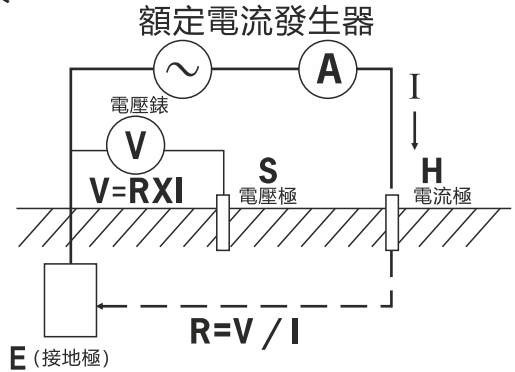 額定電流發生器
A
I
電壓錶
V
V=RXI
S
電壓極
H
電流極
R=V / I
E (接地極)